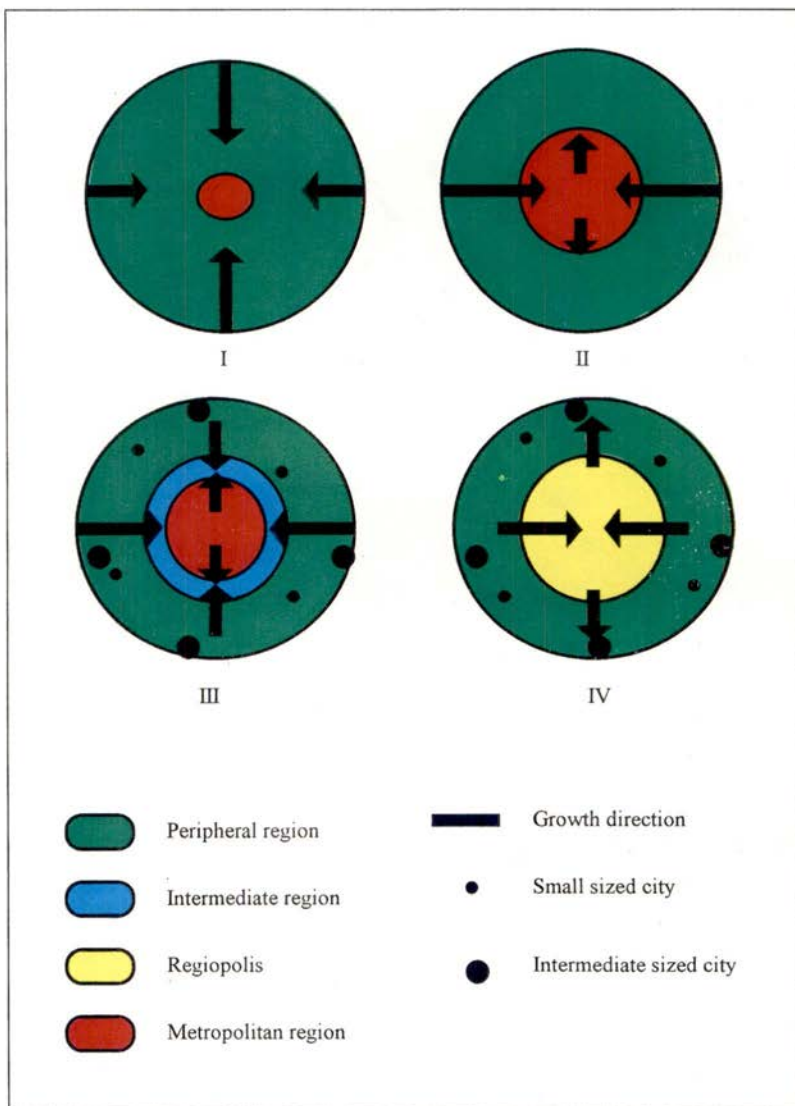 I
II
III
IV
Peripheral region
Growth direction
Intermediate region
Small sized city
Regiopolis
Intermediate sized city
Metropolitan region